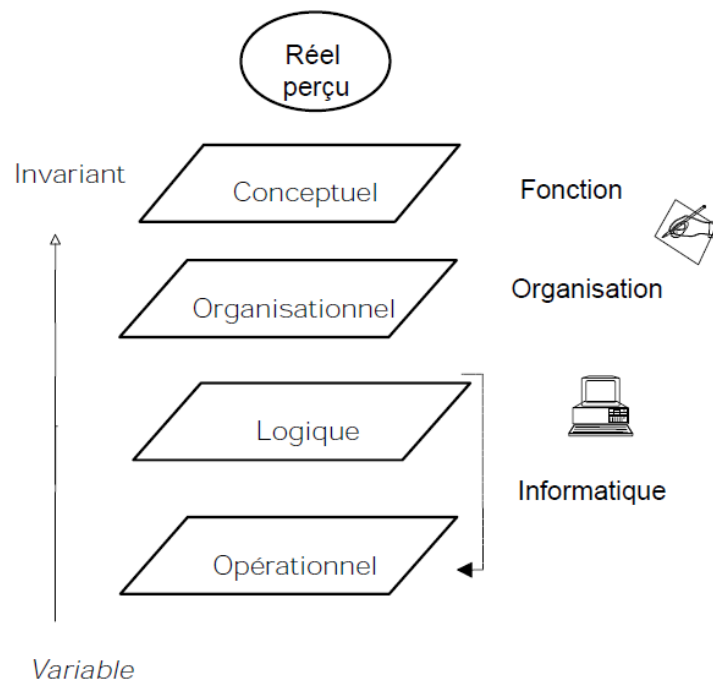 Réel
perçu
Invariant
Conceptuel
Fonction
Organisationnel
Organisation
Logique
Informatique
Opérationnel
Variable